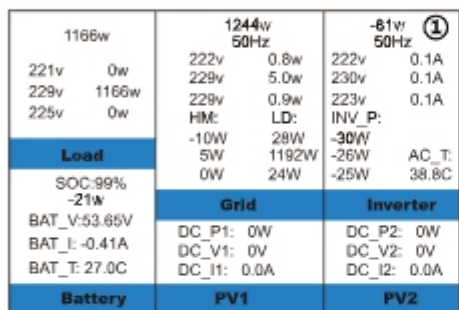 1166w
221v 0w
229v 1166w
225v 0w
Load
SOC:99%
-21w
BAT_V:53.65V
BAT_I: -0.41A
BAT_T: 27.0C
Battery
1244w
50Hz
222v 0.8w
229v 5.0w
229v 0.9w
HM: LD:
-10W 28W
5W 1192W
0W 24W
Grid
DC_P1: 0W
DC_V1: 0V
DC_I1: 0.0A
PV1
-81w ①
50Hz
222v 0.1A
230v 0.1A
223v 0.1A
INV_P:
-30W
-26W AC_T:
-25W 38.8C
Inverter
DC_P2: 0W
DC_V2: 0V
DC_I2: 0.0A
PV2